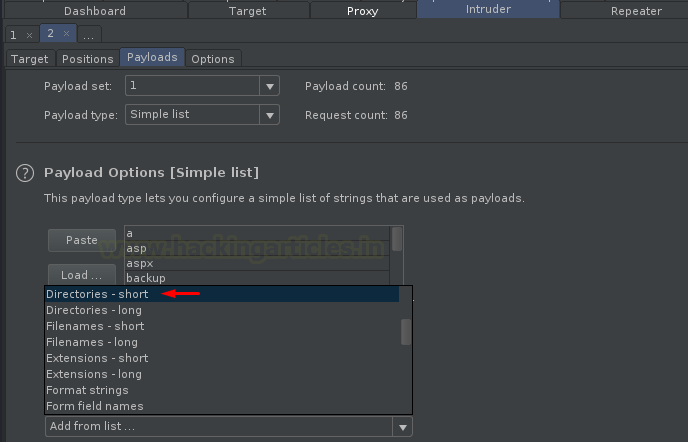 Dashboard Target Proxy Intruder Repeater
1 × 2 × ...
Target Positions Payloads Options
Payload set: 1 Payload count: 86
Payload type: Simple list Request count: 86
? Payload Options [Simple list]
This payload type lets you configure a simple list of strings that are used as payloads.
Paste
Load ...
a
asp
aspx
backup
www.hackingarticles.in
Directories - short
Directories - long
Filenames - short
Filenames - long
Extensions - short
Extensions - long
Format strings
Form field names
Add from list ...